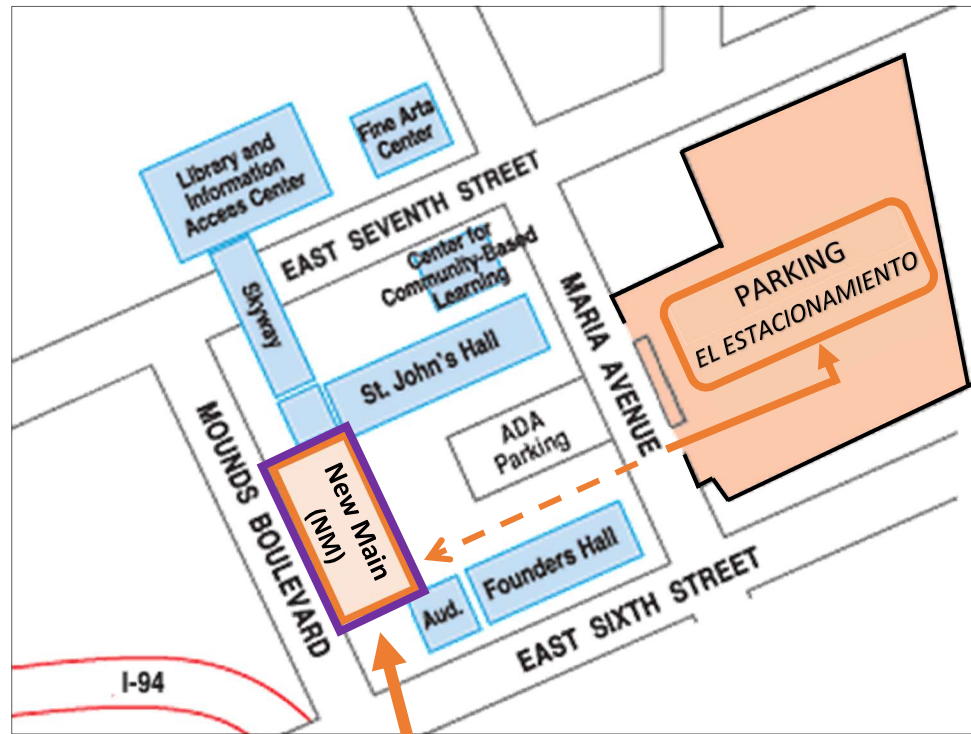 Fine Arts
Center
Library and
Information
Access Center
EAST SEVENTH STREET
Center for
Community-Based
Learning
Skyway
PARKING
EL ESTACIONAMIENTO
MARIA AVENUE
St. John's Hall
MOUNDS BOULEVARD
ADA
Parking
New Main
(NM)
Founders Hall
Aud.
EAST SIXTH STREET
I-94